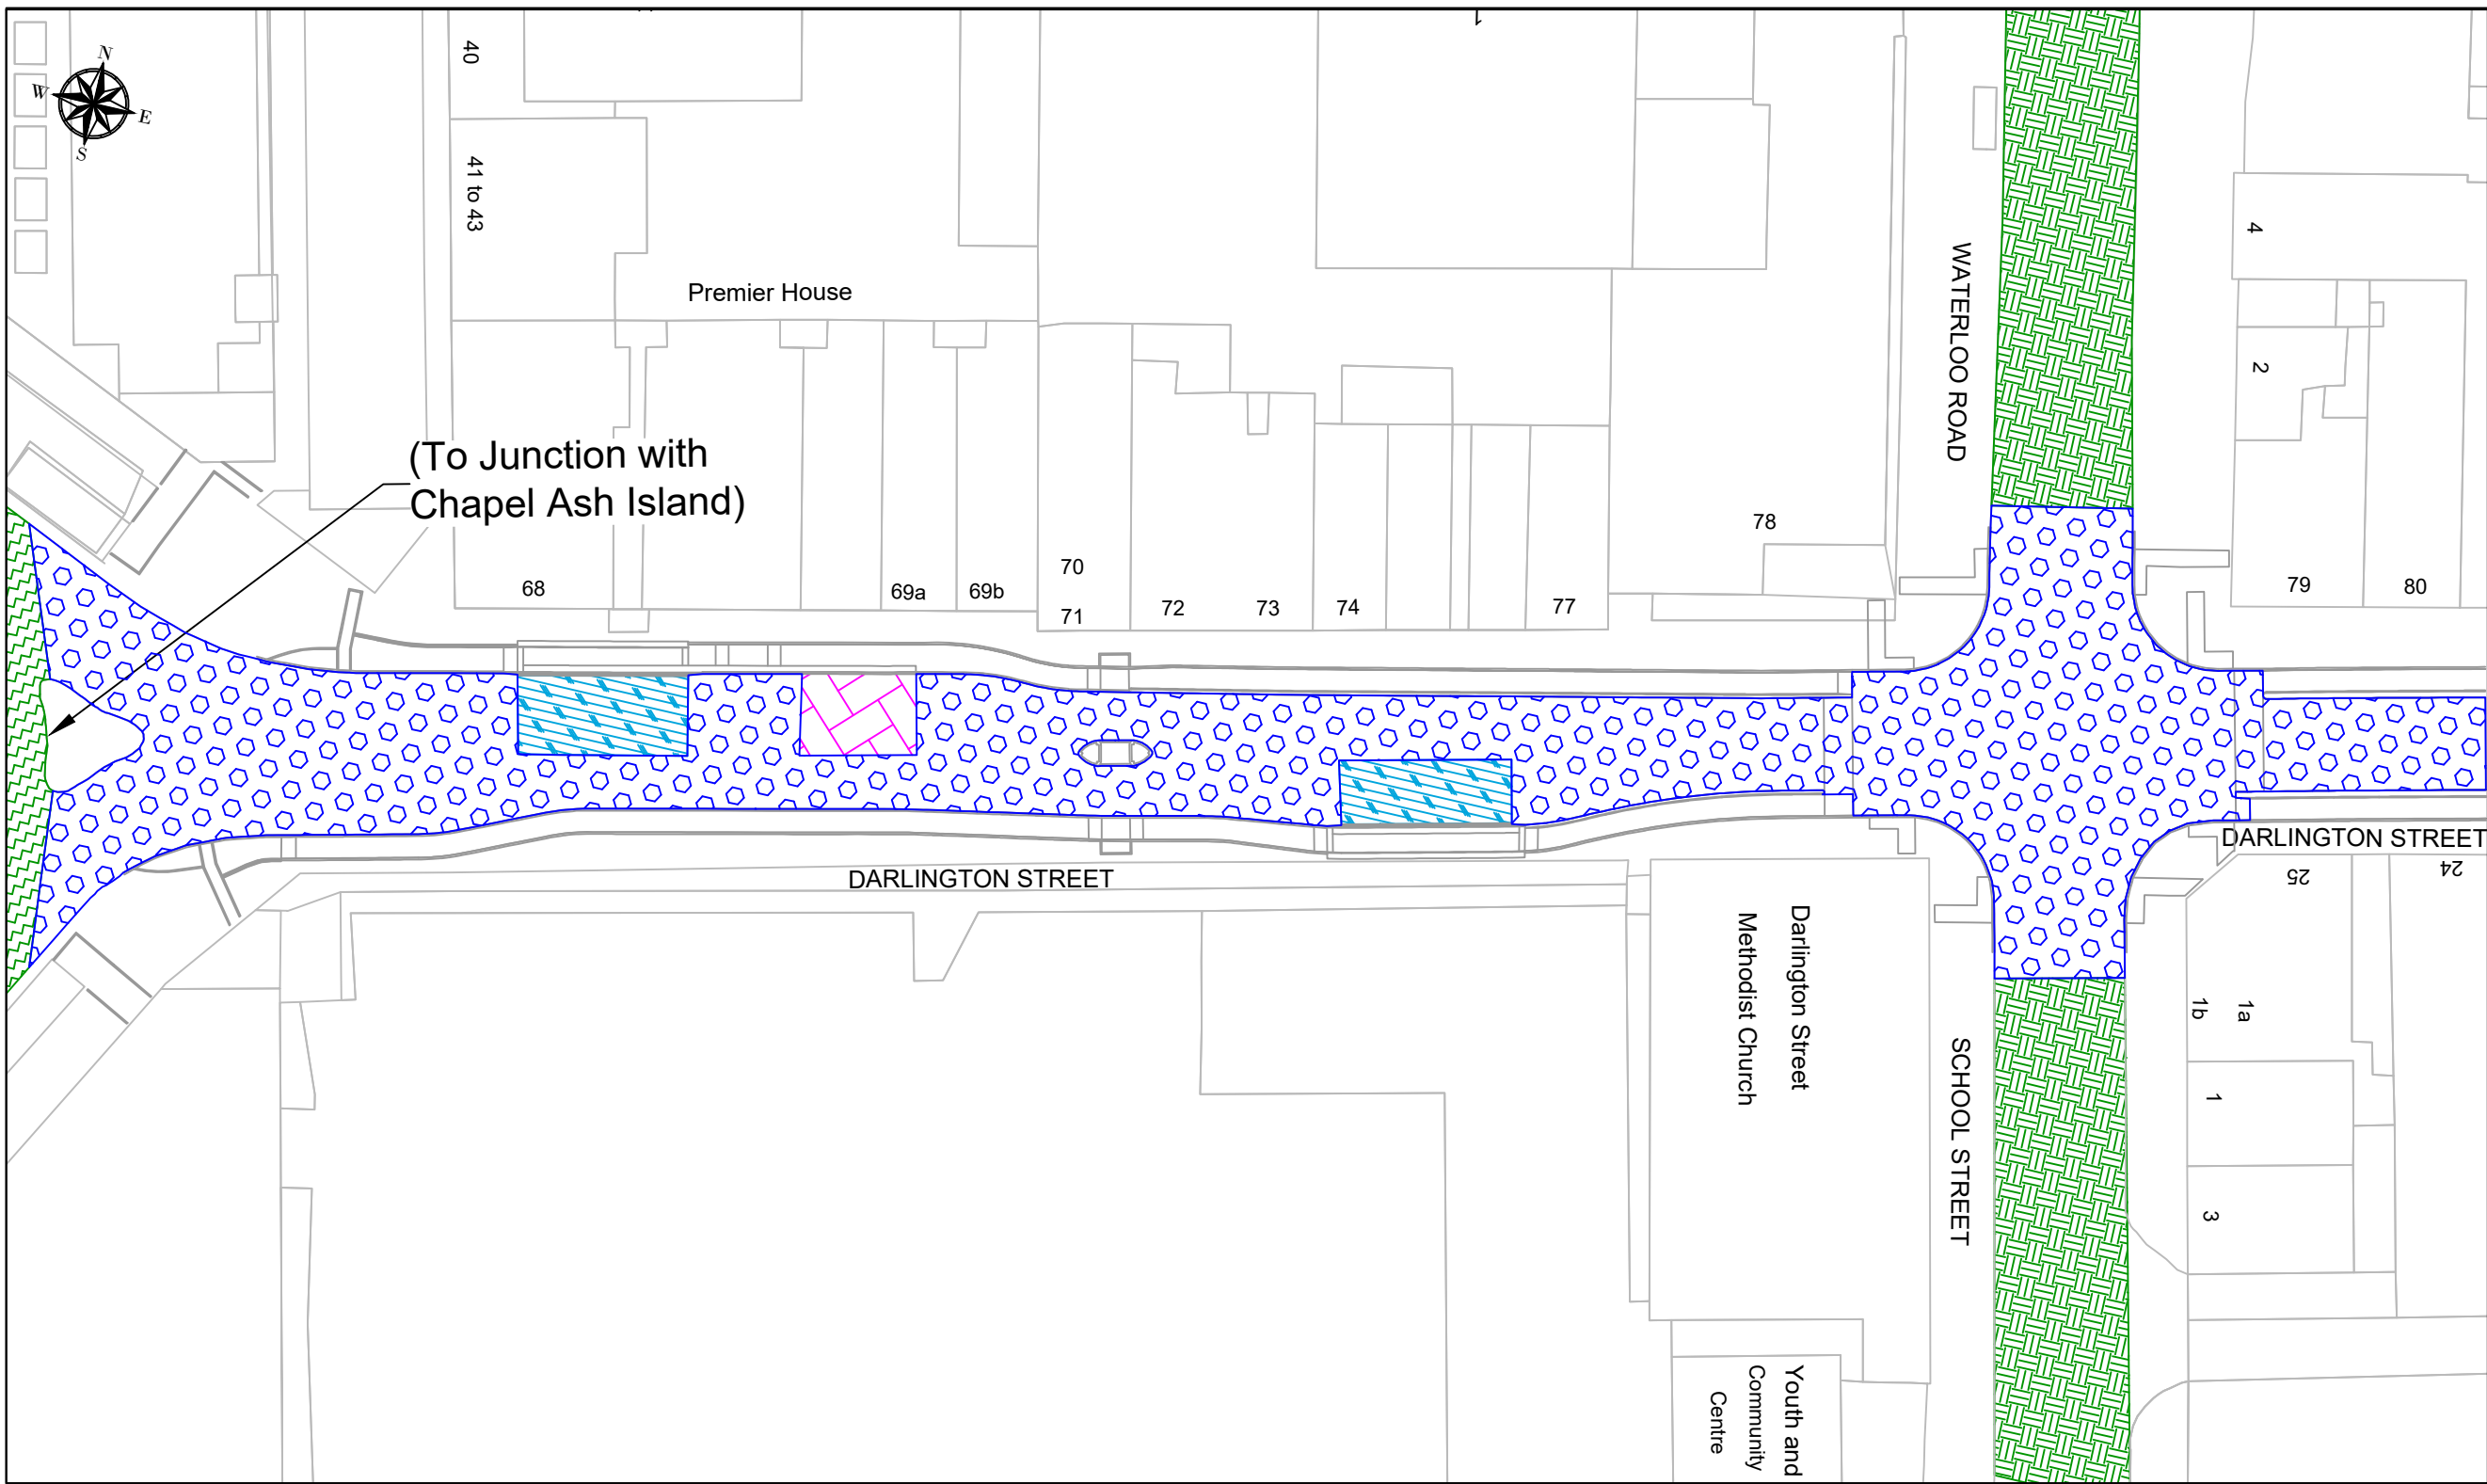 N
W
E
S
40
1
41 to 43
Premier House
(To Junction with
Chapel Ash Island)
WATERLOO ROAD
4
2
78
70
71
68
69a
69b
72
73
74
77
79
80
DARLINGTON STREET
DARLINGTON STREET
25
24
Darlington Street
Methodist Church
SCHOOL STREET
1b
1a
1
3
Youth and
Community
Centre